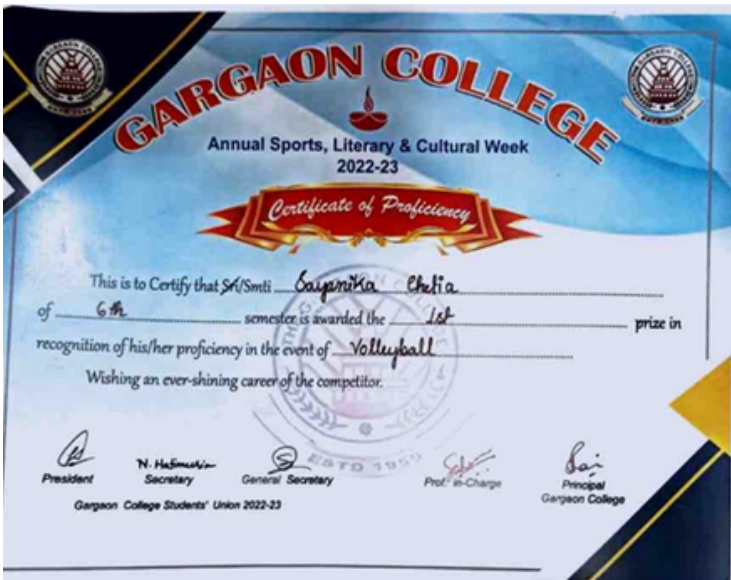 GARGAON COLLEGE
Annual Sports, Literary & Cultural Week
2022-23
Certificate of Proficiency
This is to Certify that Sri/Smti Sayanika Chetia
of 6th semester is awarded the 1st prize in
recognition of his/her proficiency in the event of Volleyball
Wishing an ever-shining career of the competitor.
ESTD 1959
President Secretary General Secretary Prof. in-Charge Principal
Gargaon College Students' Union 2022-23 Gargaon College